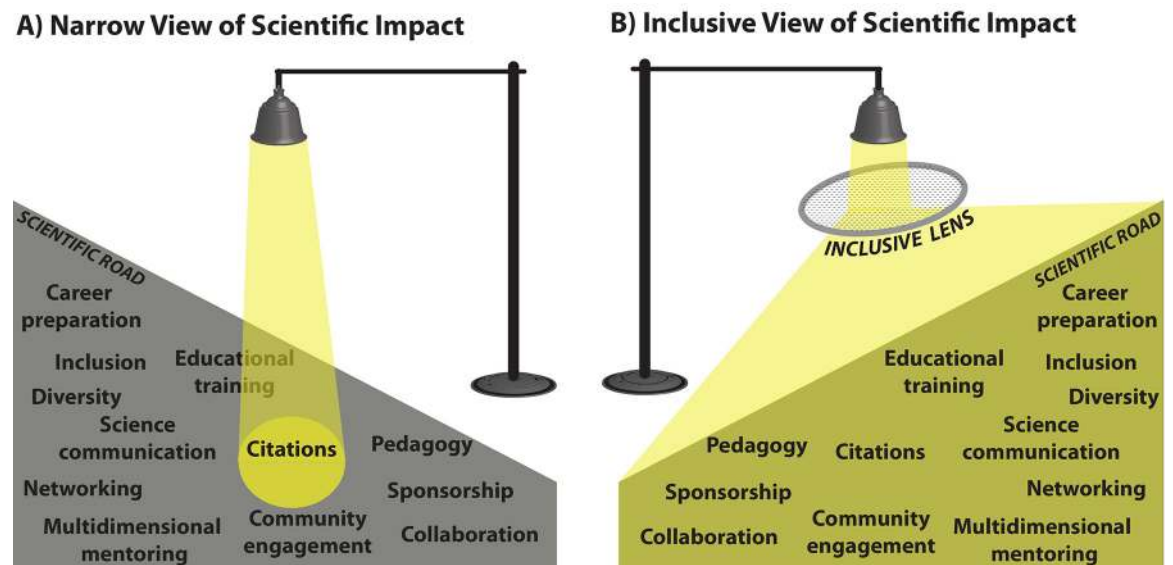 A) Narrow View of Scientific Impact
SCIENTIFIC ROAD
Career
preparation
Inclusion
Educational
training
Diversity
Science
communication
Citations
Pedagogy
Networking
Sponsorship
Multidimensional
mentoring
Community
engagement
Collaboration
B) Inclusive View of Scientific Impact
INCLUSIVE LENS
SCIENTIFIC ROAD
Career
preparation
Educational
training
Inclusion
Diversity
Pedagogy
Citations
Science
communication
Sponsorship
Networking
Collaboration
Community
engagement
Multidimensional
mentoring